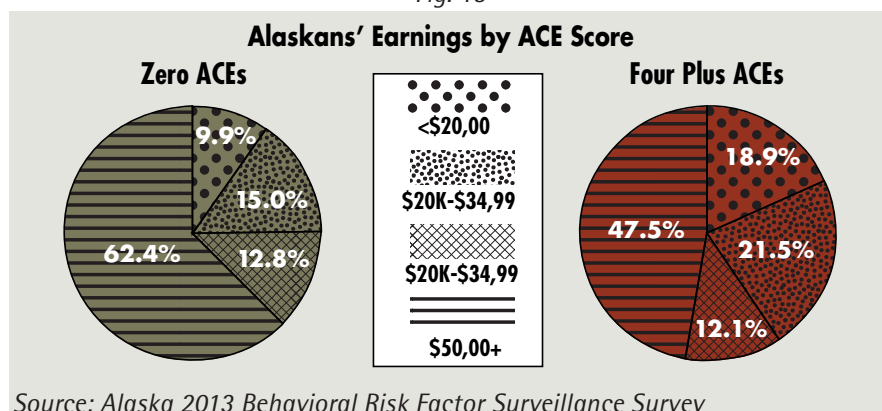 Alaskans' Earnings by ACE Score
Zero ACEs
9.9%
15.0%
12.8%
62.4%
<$20,00
$20K-$34,99
$20K-$34,99
$50,00+
Four Plus ACEs
18.9%
21.5%
12.1%
47.5%
Source: Alaska 2013 Behavioral Risk Factor Surveillance Survey